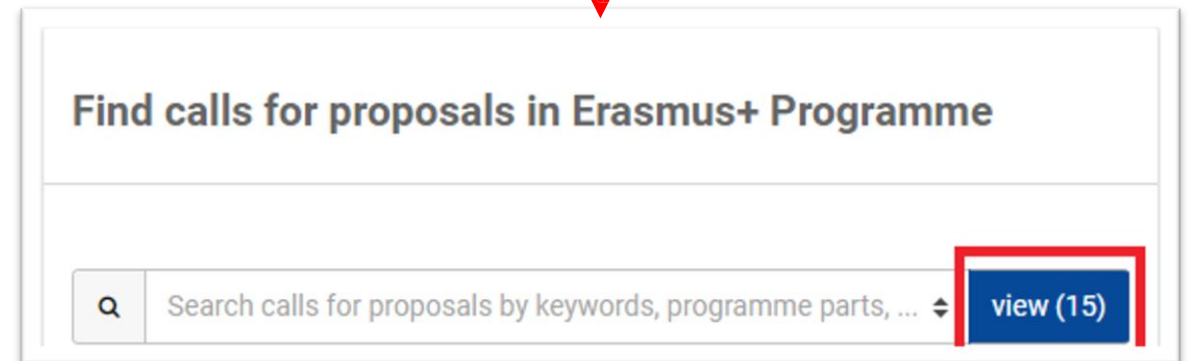 Find calls for proposals in Erasmus+ Programme
Search calls for proposals by keywords, programme parts, ... view (15)